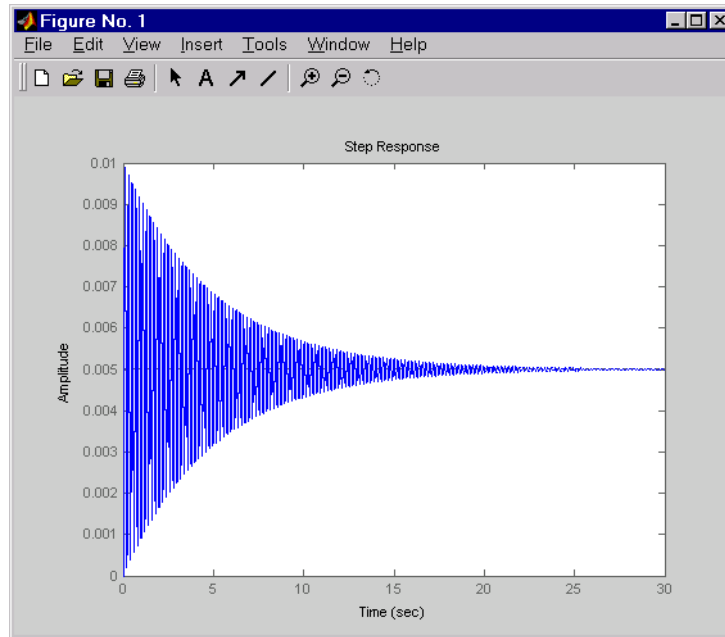 Figure No. 1
File Edit View Insert Tools Window Help
A
Step Response
0.01
0.009
0.008
0.007
0.006
0.005
0.004
0.003
0.002
0.001
0
Amplitude
0 5 10 15 20 25 30
Time (sec)